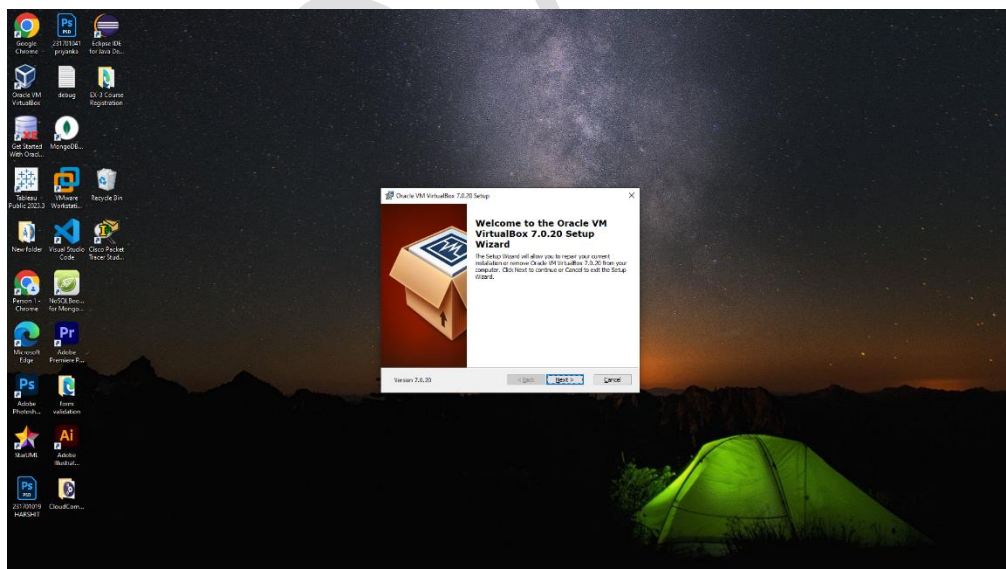 Google
Chrome
PSD
231701041
priyanka
Eclipse IDE
for Java De...
Oracle VM
VirtualBox
debug
EX-3 Course
Registration
Get Started
With Oracl...
MongoDB...
Tableau
Public 2023.3
VMware
Workstati...
Recycle Bin
New folder
Visual Studio
Code
Cisco Packet
Tracer Stud...
Person 1 -
Chrome
NoSQLBoo...
for Mongo...
Microsoft
Edge
Pr
Adobe
Premiere P...
Ps
Adobe
Photosh...
Form
validation
StarUML
Ai
Adobe
Illustrat...
Ps
PSD
231701019
HARSHIT
CloudCom...
Oracle VM VirtualBox 7.0.20 Setup
Welcome to the Oracle VM
VirtualBox 7.0.20 Setup
Wizard
The Setup Wizard will allow you to repair your current
installation or remove Oracle VM VirtualBox 7.0.20 from your
computer. Click Next to continue or Cancel to exit the Setup
Wizard.
Version 7.0.20
< Back
Next >
Cancel